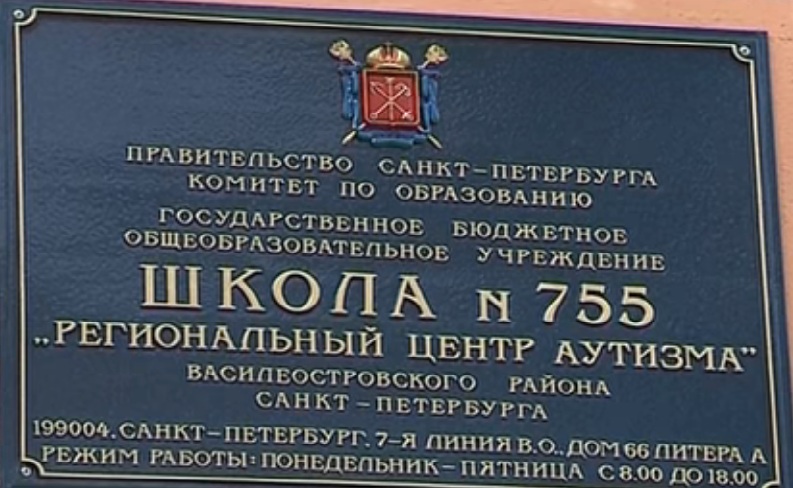 ПРАВИТЕЛЬСТВО САНКТ-ПЕТЕРБУРГА
КОМИТЕТ ПО ОБРАЗОВАНИЮ
ГОСУДАРСТВЕННОЕ БЮДЖЕТНОЕ
ОБЩЕОБРАЗОВАТЕЛЬНОЕ УЧРЕЖДЕНИЕ
ШКОЛА N 755
„РЕГИОНАЛЬНЫЙ ЦЕНТР АУТИЗМА”
ВАСИЛЕОСТРОВСКОГО РАЙОНА
САНКТ-ПЕТЕРБУРГА
199004. САНКТ-ПЕТЕРБУРГ. 7-Я ЛИНИЯ В.О., ДОМ 66 ЛИТЕРА А
РЕЖИМ РАБОТЫ: ПОНЕДЕЛЬНИК-ПЯТНИЦА С 8.00 ДО 18.00